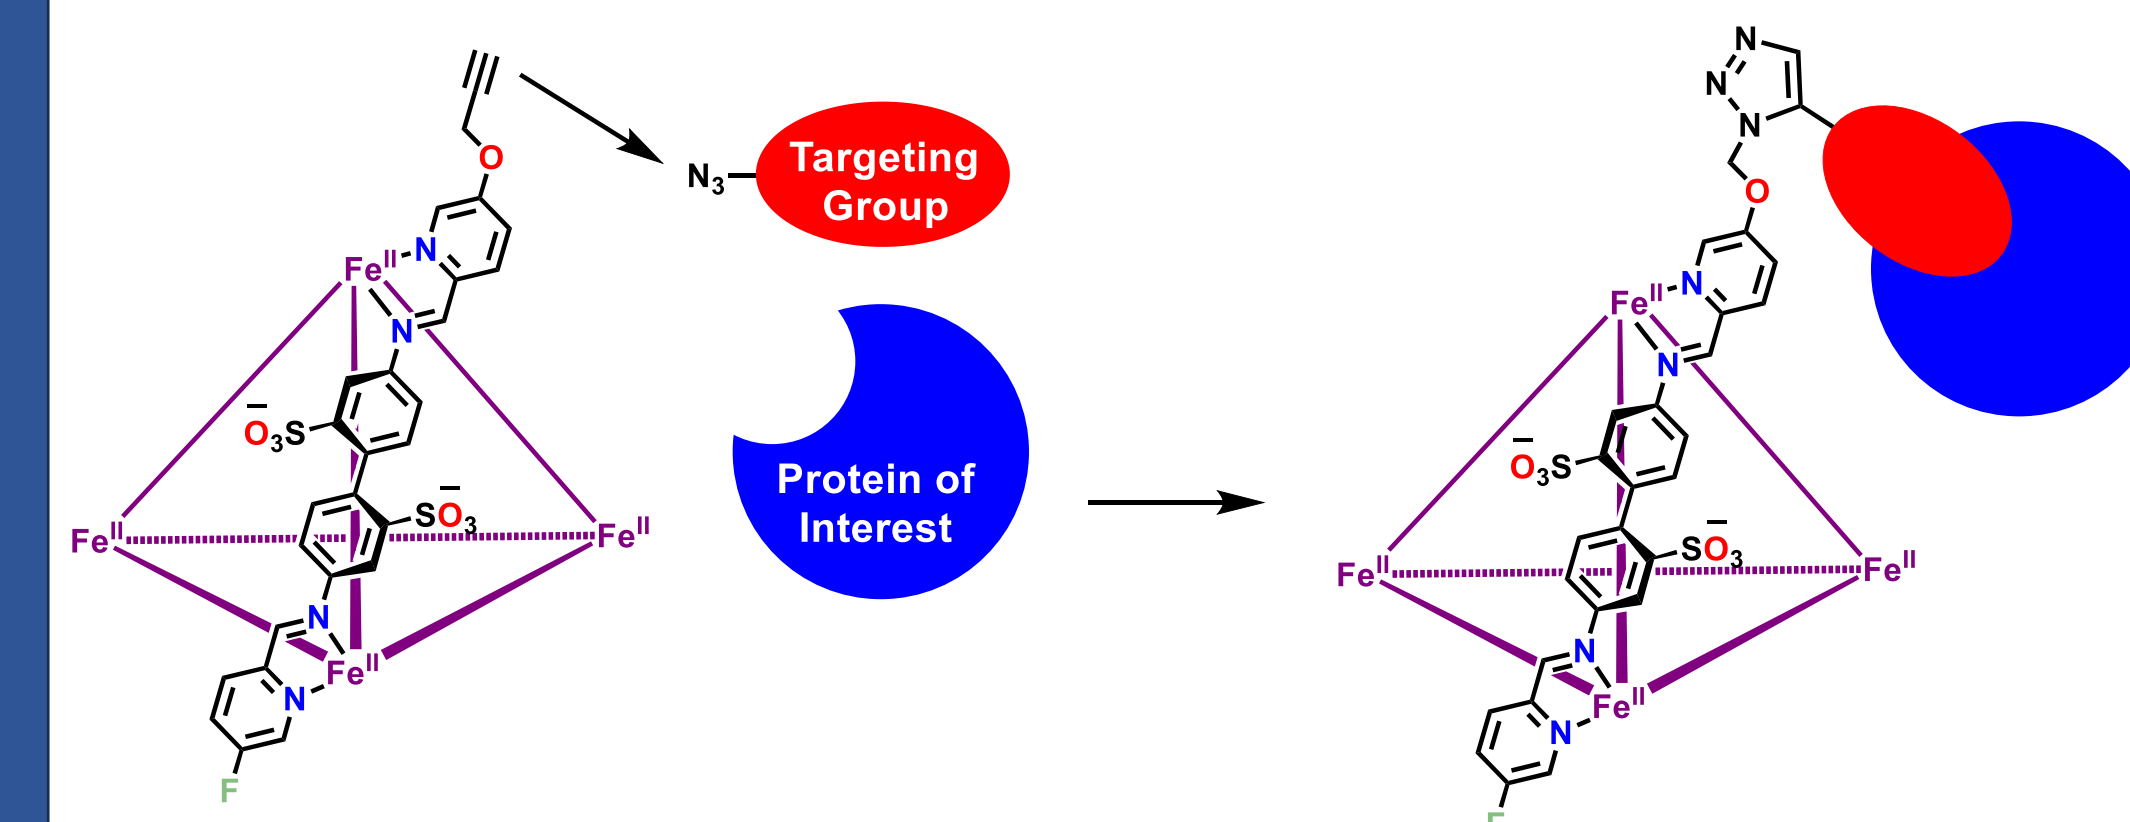 O
N₃
Targeting
Group
N
Feᴵᴵ
N
O₃S
–
SO₃
–
Feᴵᴵ
Feᴵᴵ
N
Feᴵᴵ
N
F
Protein of
Interest
N
N
N
O
N
Feᴵᴵ
N
O₃S
–
SO₃
–
Feᴵᴵ
Feᴵᴵ
N
Feᴵᴵ
N
F